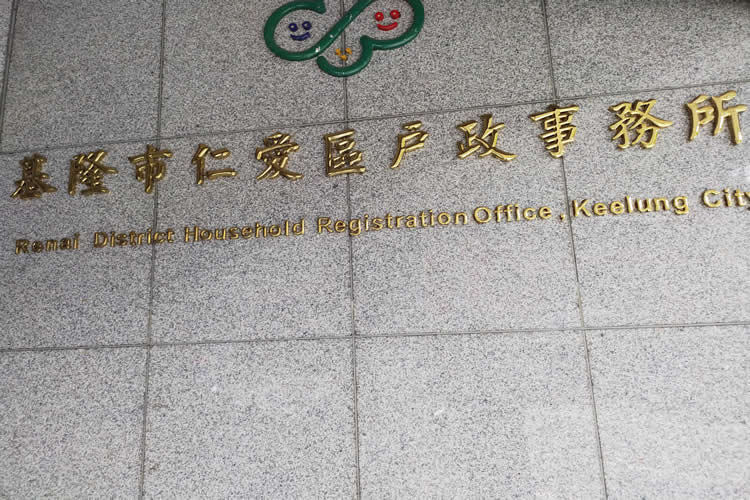 基隆市仁愛區戶政事務所
Renai District Household Registration Office, Keelung City